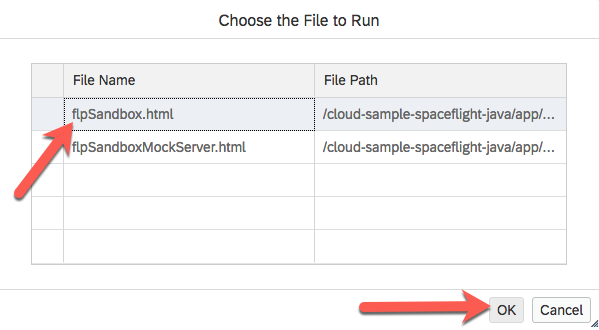 Choose the File to Run
File Name File Path
flpSandbox.html /cloud-sample-spaceflight-java/app/...
flpSandboxMockServer.html /cloud-sample-spaceflight-java/app/...
OK Cancel